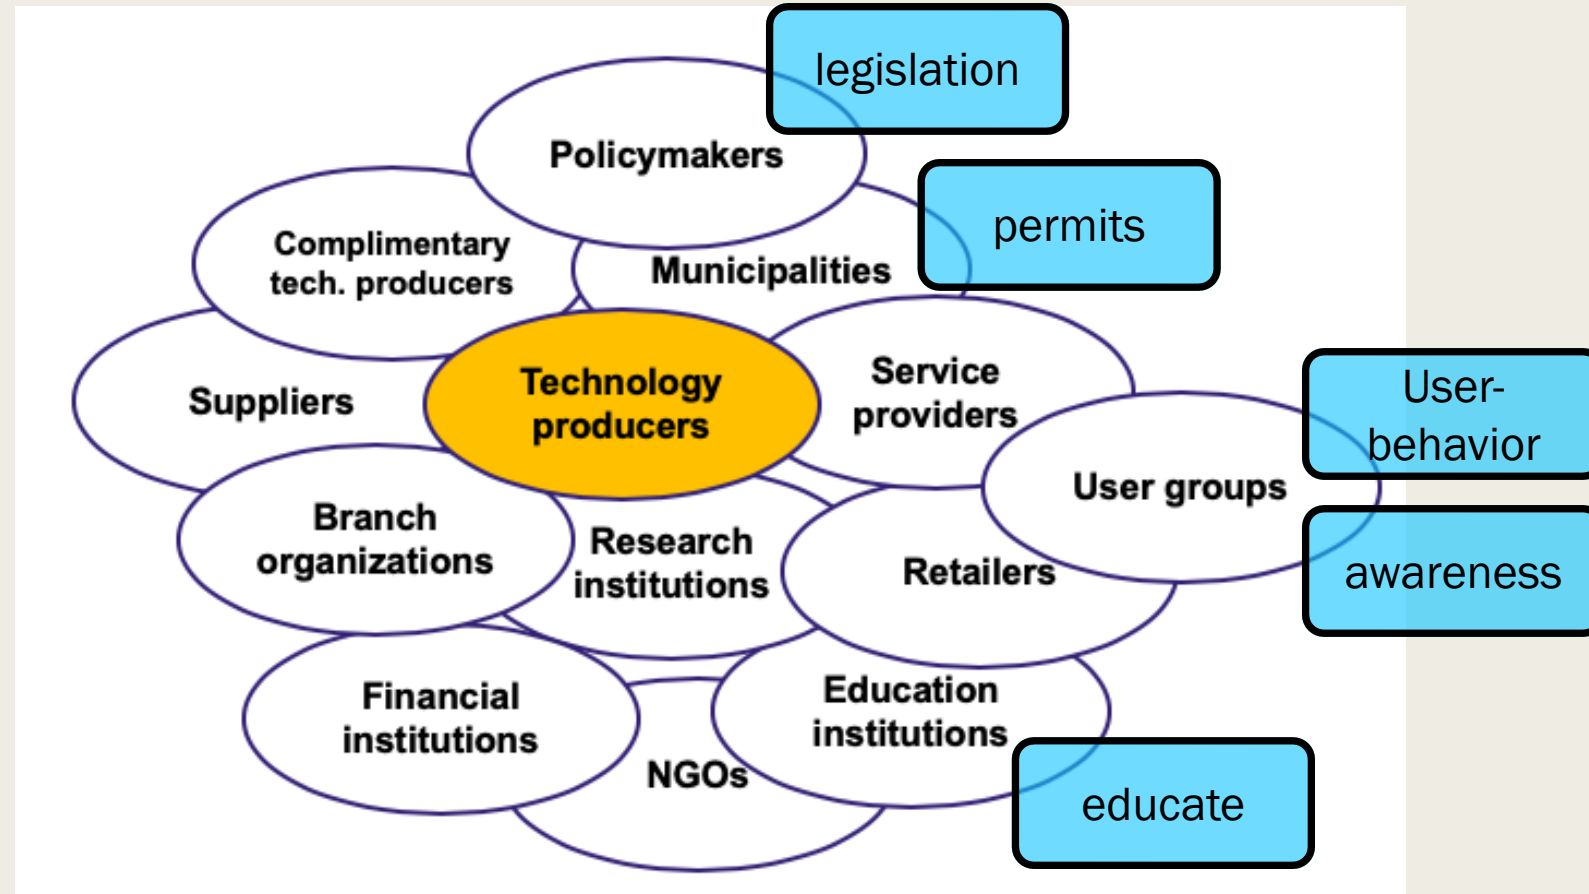 legislation
Policymakers
permits
Complimentary
tech. producers
Municipalities
Suppliers
Technology
producers
Service
providers
User-
behavior
User groups
Branch
organizations
Research
institutions
Retailers
awareness
Financial
institutions
Education
institutions
NGOs
educate